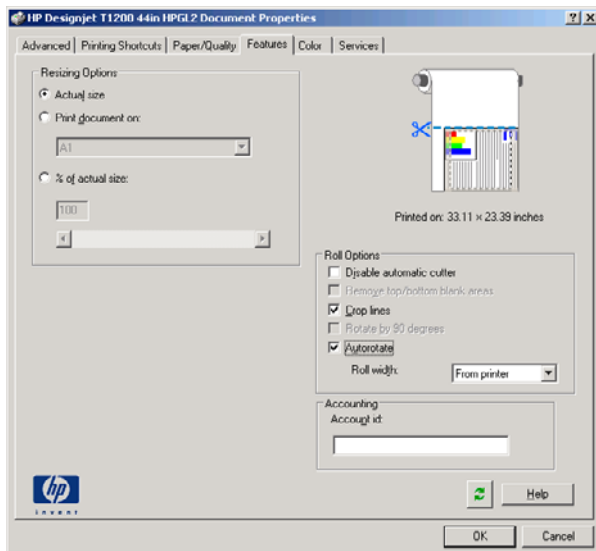 HP Designjet T1200 44in HPGL2 Document Properties
Advanced Printing Shortcuts Paper/Quality Features Color Services
Resizing Options
Actual size
Print document on:
A1
% of actual size:
100
Printed on: 33.11 × 23.39 inches
Roll Options
Disable automatic cutter
Remove top/bottom blank areas
Crop lines
Rotate by 90 degrees
Autorotate
Roll width: From printer
Accounting
Account id:
hp
invent
Help
OK Cancel